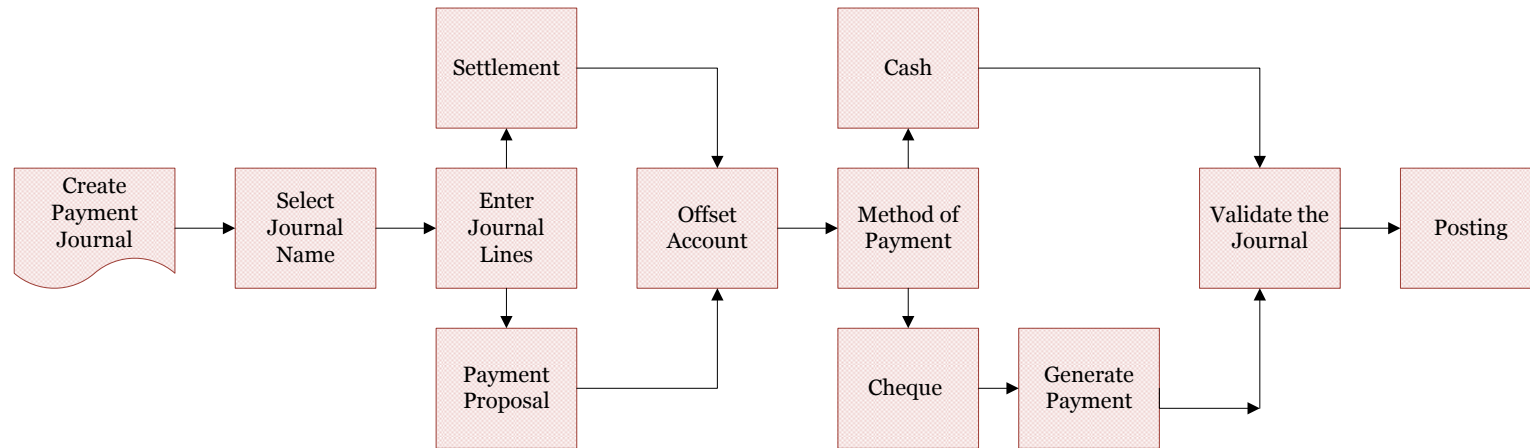 Settlement
Cash
Create
Payment
Journal
Select
Journal
Name
Enter
Journal
Lines
Offset
Account
Method of
Payment
Validate the
Journal
Posting
Payment
Proposal
Cheque
Generate
Payment